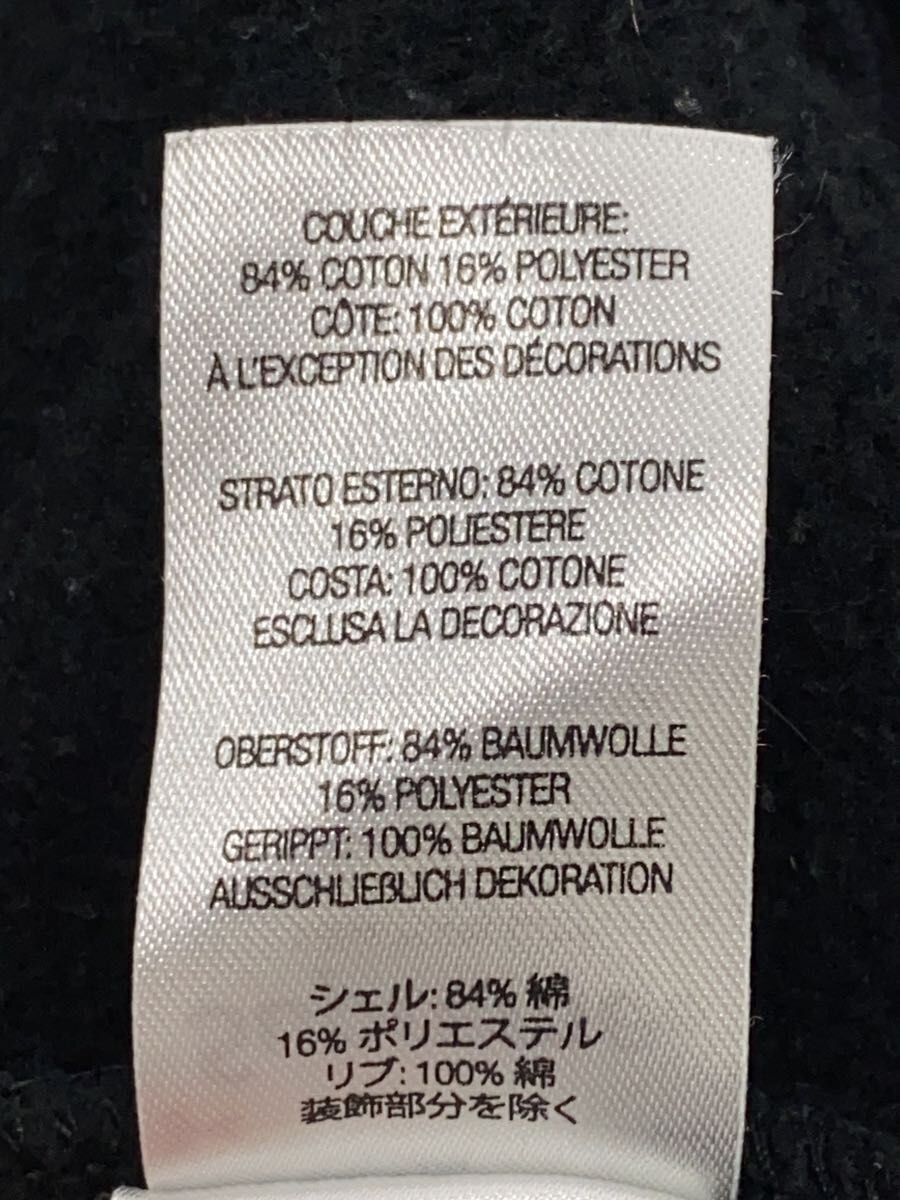 COUCHE EXTÉRIEURE:
84% COTON 16% POLYESTER
CÔTE: 100% COTON
À L'EXCEPTION DES DÉCORATIONS
STRATO ESTERNO: 84% COTONE
16% POLIESTERE
COSTA: 100% COTONE
ESCLUSA LA DECORAZIONE
OBERSTOFF: 84% BAUMWOLLE
16% POLYESTER
GERIPPT: 100% BAUMWOLLE
AUSSCHLIEßLICH DEKORATION
シェル: 84% 綿
16% ポリエステル
リブ: 100% 綿
装飾部分を除く